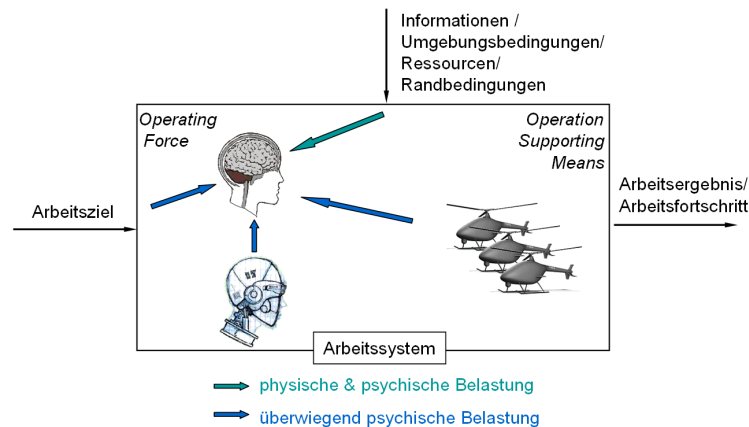 Informationen /
Umgebungsbedingungen/
Ressourcen/
Randbedingungen
Operating
Force
Operation
Supporting
Means
Arbeitsziel
Arbeitsergebnis/
Arbeitsfortschritt
Arbeitssystem
physische & psychische Belastung
überwiegend psychische Belastung